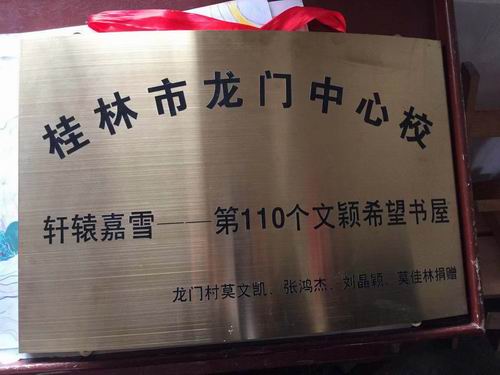 桂林市龙门中心校
轩辕嘉雪——第110个文颖希望书屋
龙门村莫文凯、张鸿杰、刘晶颖、莫佳林捐赠